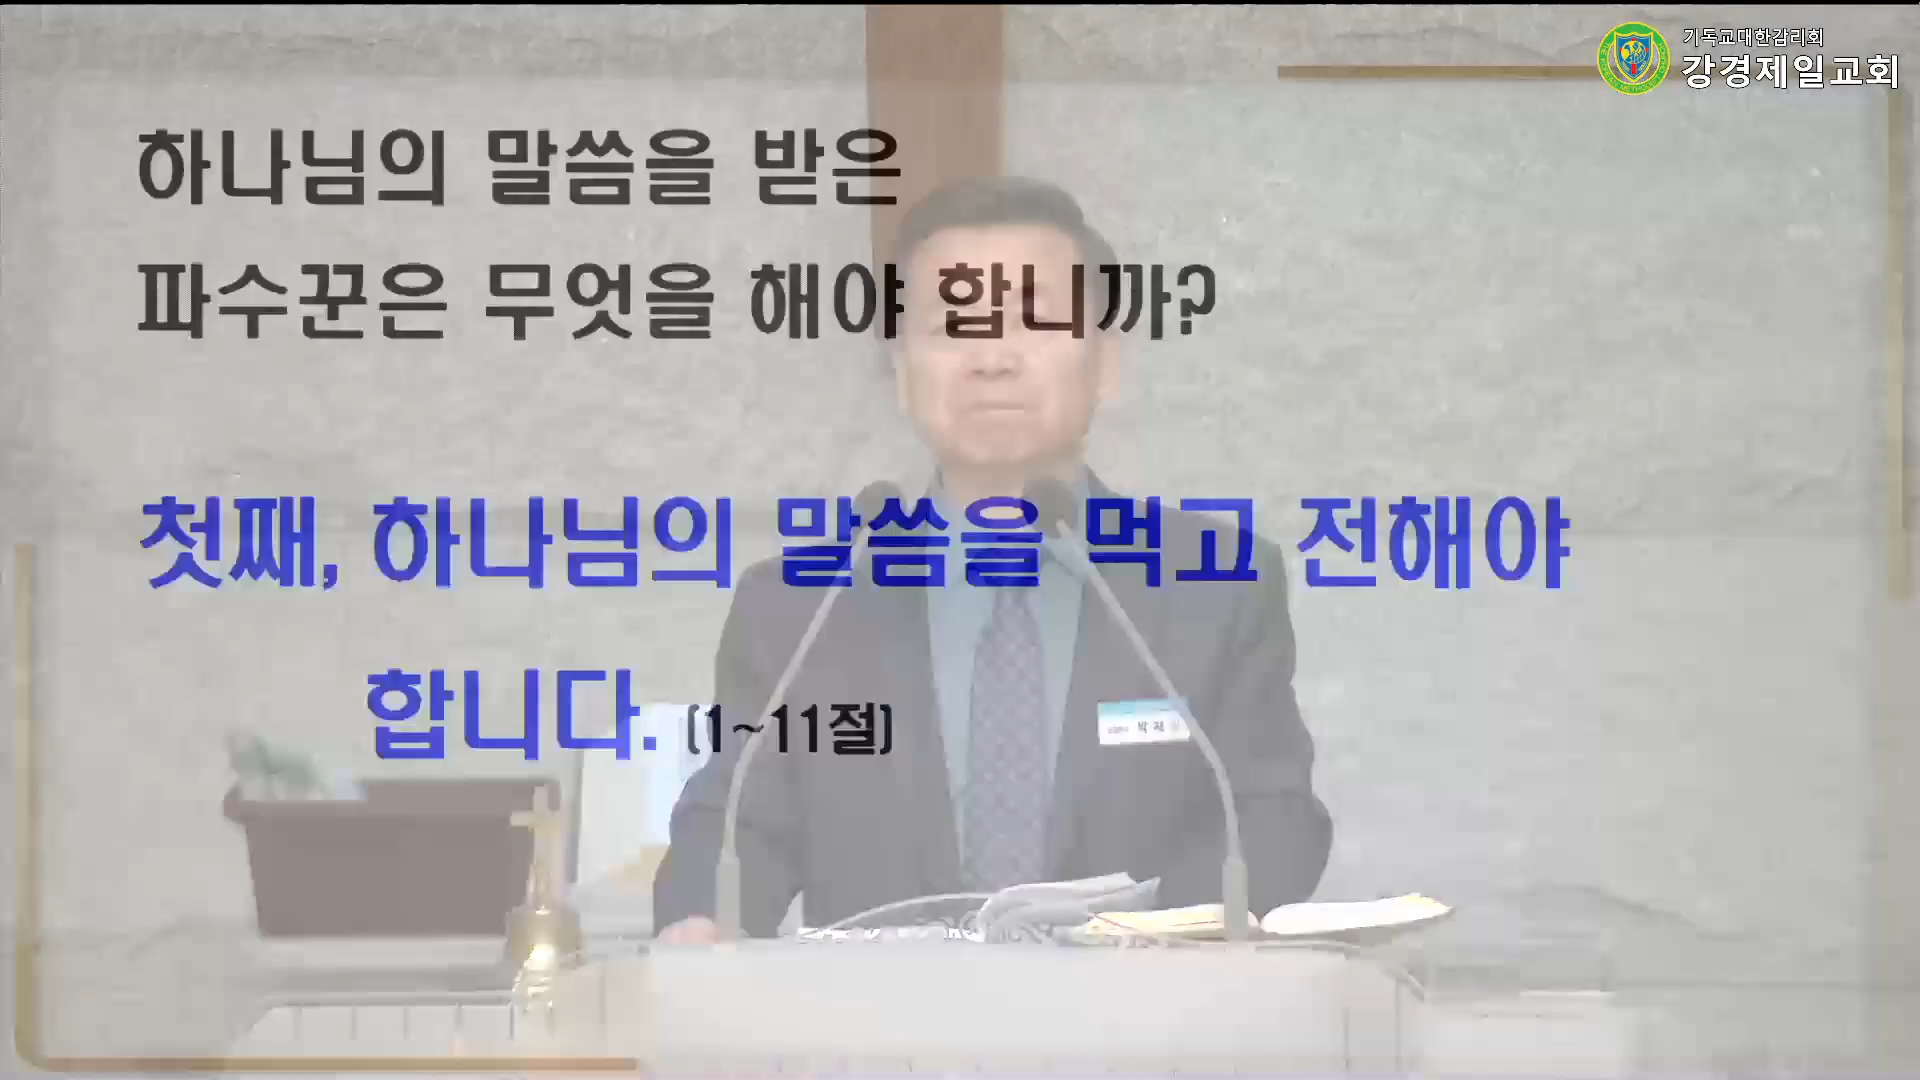 기독교대한감리회
강경제일교회
하나님의 말씀을 받은
파수꾼은 무엇을 해야 합니까?
첫째, 하나님의 말씀을 먹고 전해야
합니다. (1~11절)
박 재